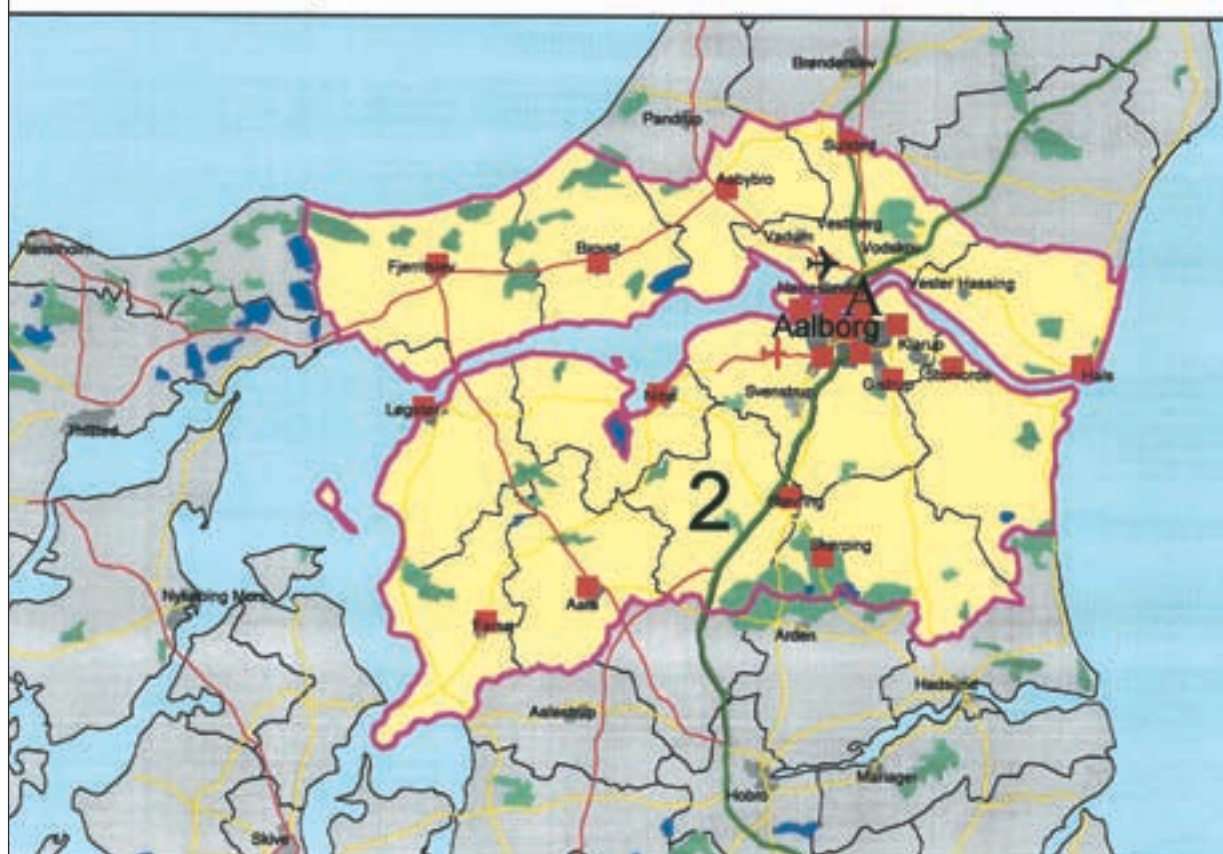 Brønderslev
Pandrup
Sulsted
Aabybro
Vestbjerg
Vadum
Vodskov
Hanstholm
Brovst
Fjerritslev
Vester Hassing
A
Aalborg
Klarup
Storvorde
Gistrup
Hals
Nibe
Svenstrup
Løgstør
2
Støvring
Skørping
Nykøbing Mors
Aars
Farsø
Arden
Hadsund
Aalestrup
Mariager
Hobro
Skive